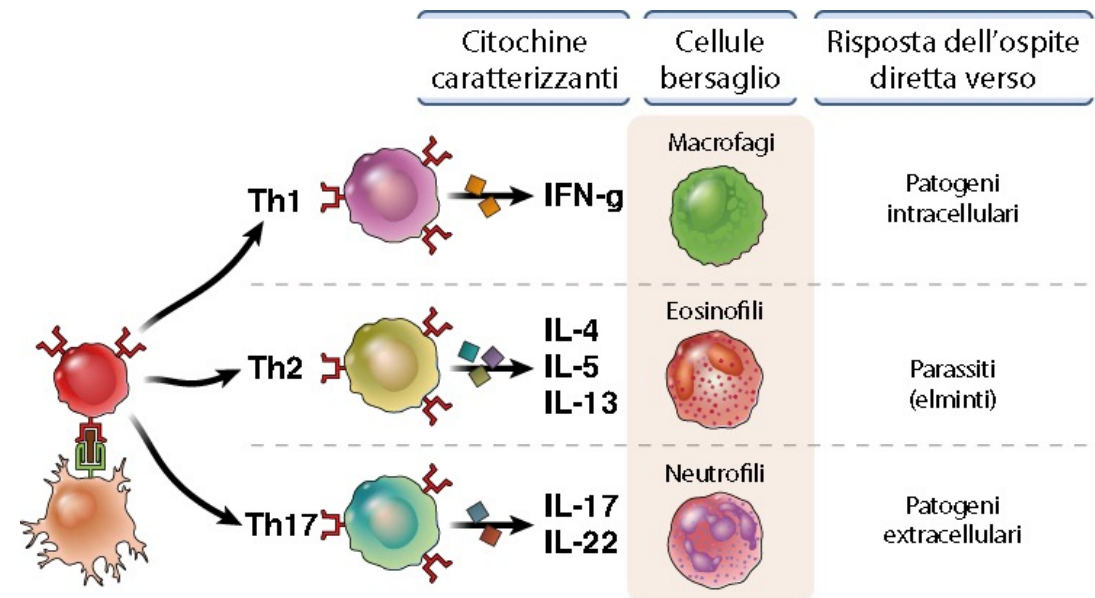 Citochine
caratterizzanti
Cellule
bersaglio
Risposta dell'ospite
diretta verso
Th1
IFN-g
Macrofagi
Patogeni
intracellulari
Th2
IL-4
IL-5
IL-13
Eosinofili
Parassiti
(elminti)
Th17
IL-17
IL-22
Neutrofili
Patogeni
extracellulari